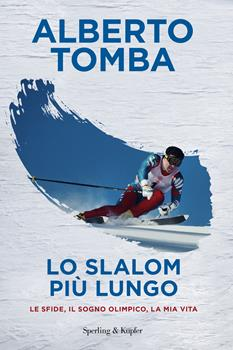 ALBERTO
TOMBA
LO SLALOM
PIÙ LUNGO
LE SFIDE, IL SOGNO OLIMPICO, LA MIA VITA
Sperling & Kupfer